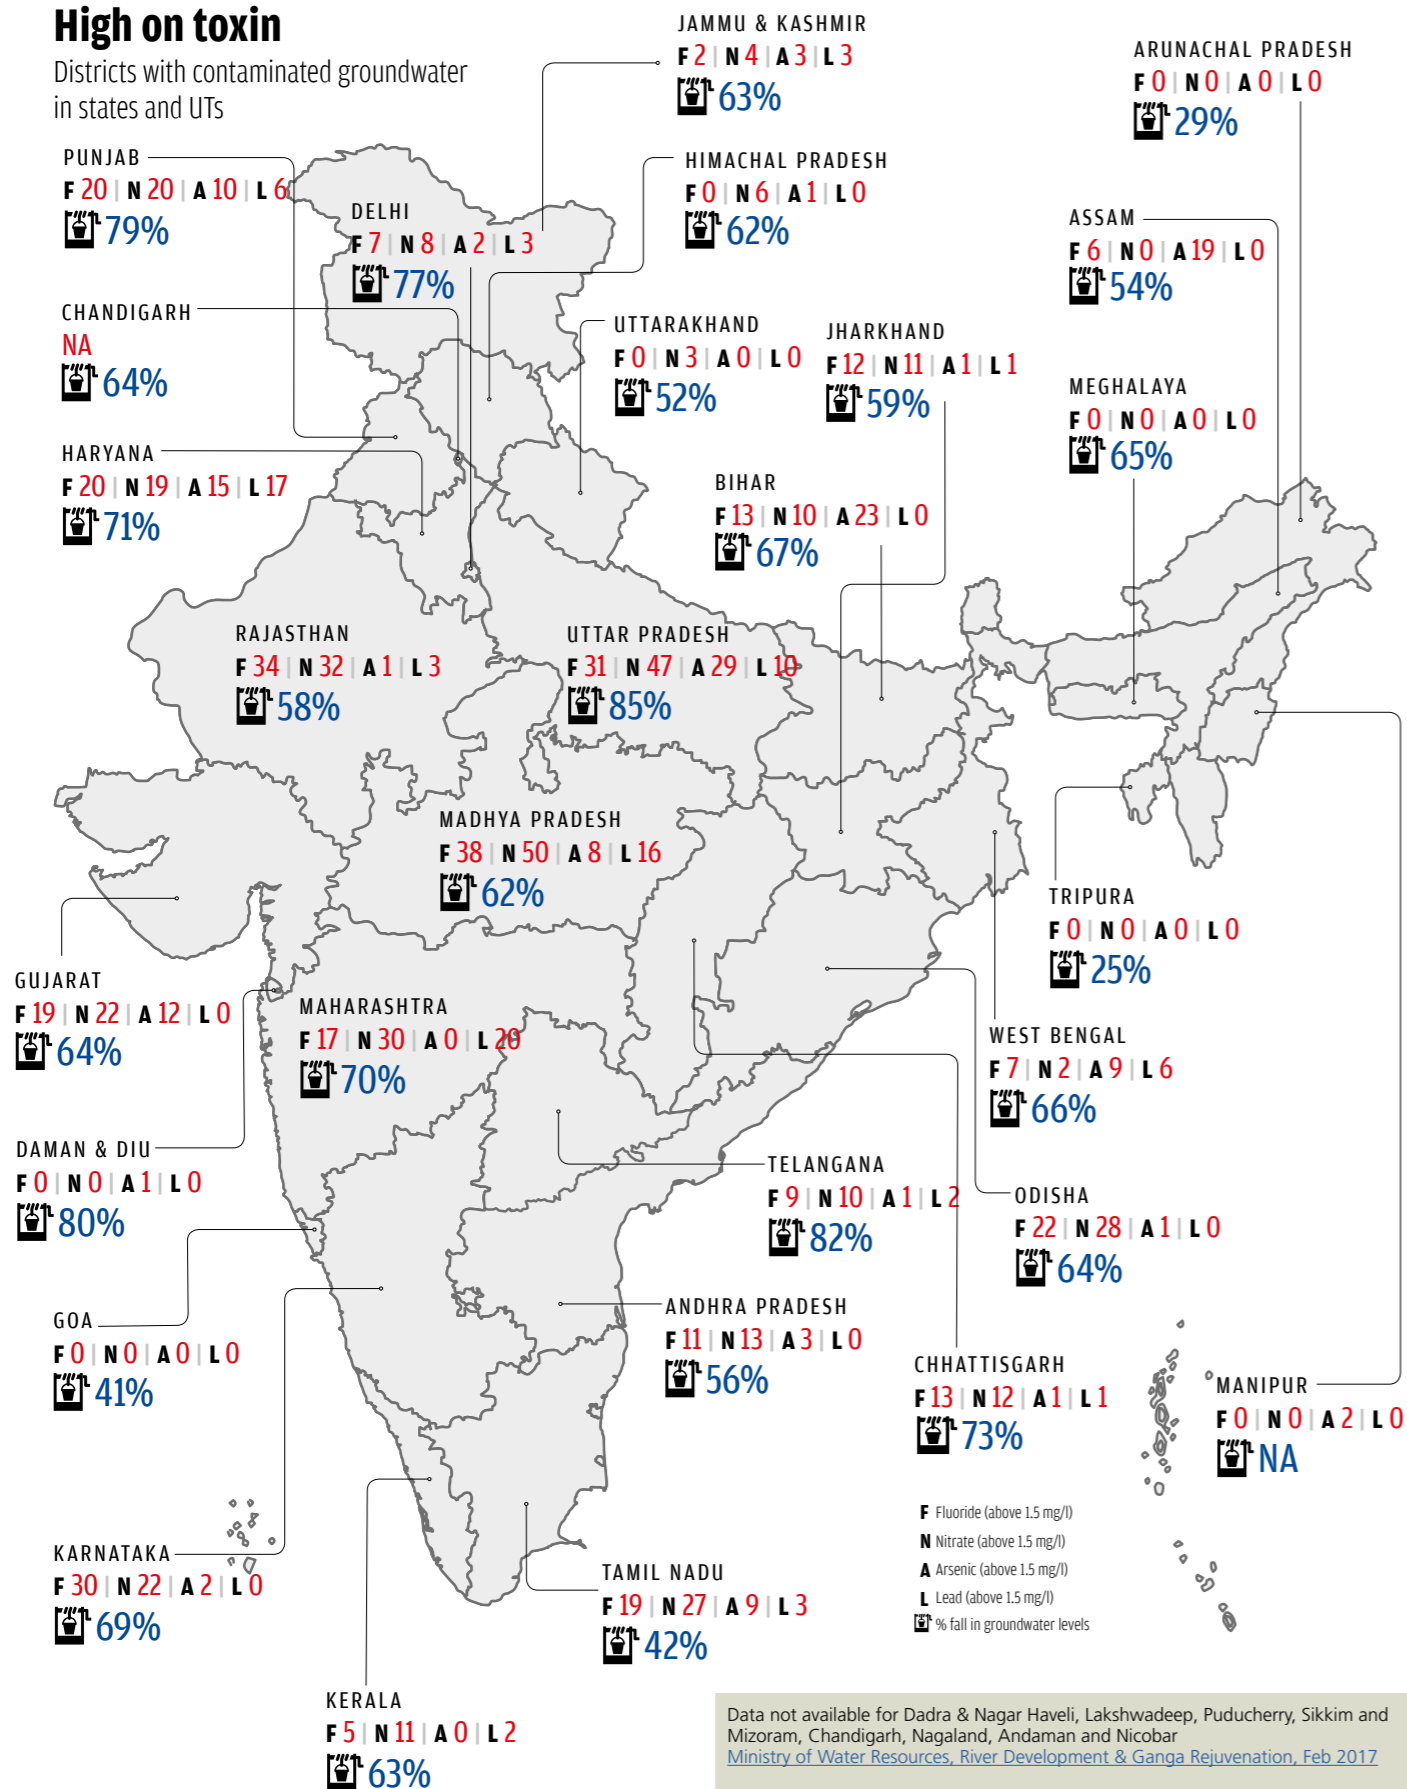 High on toxin
Districts with contaminated groundwater
in states and UTs
JAMMU & KASHMIR
F 2 | N 4 | A 3 | L 3
63%
ARUNACHAL PRADESH
F 0 | N 0 | A 0 | L 0
29%
PUNJAB
F 20 | N 20 | A 10 | L 6
79%
DELHI
F 7 | N 8 | A 2 | L 3
77%
HIMACHAL PRADESH
F 0 | N 6 | A 1 | L 0
62%
ASSAM
F 6 | N 0 | A 19 | L 0
54%
CHANDIGARH
NA
64%
UTTARAKHAND
F 0 | N 3 | A 0 | L 0
52%
JHARKHAND
F 12 | N 11 | A 1 | L 1
59%
MEGHALAYA
F 0 | N 0 | A 0 | L 0
65%
HARYANA
F 20 | N 19 | A 15 | L 17
71%
BIHAR
F 13 | N 10 | A 23 | L 0
67%
RAJASTHAN
F 34 | N 32 | A 1 | L 3
58%
UTTAR PRADESH
F 31 | N 47 | A 29 | L 10
85%
MADHYA PRADESH
F 38 | N 50 | A 8 | L 16
62%
TRIPURA
F 0 | N 0 | A 0 | L 0
25%
GUJARAT
F 19 | N 22 | A 12 | L 0
64%
MAHARASHTRA
F 17 | N 30 | A 0 | L 20
70%
WEST BENGAL
F 7 | N 2 | A 9 | L 6
66%
DAMAN & DIU
F 0 | N 0 | A 1 | L 0
80%
TELANGANA
F 9 | N 10 | A 1 | L 2
82%
ODISHA
F 22 | N 28 | A 1 | L 0
64%
GOA
F 0 | N 0 | A 0 | L 0
41%
ANDHRA PRADESH
F 11 | N 13 | A 3 | L 0
56%
CHHATTISGARH
F 13 | N 12 | A 1 | L 1
73%
MANIPUR
F 0 | N 0 | A 2 | L 0
NA
KARNATAKA
F 30 | N 22 | A 2 | L 0
69%
TAMIL NADU
F 19 | N 27 | A 9 | L 3
42%
F Fluoride (above 1.5 mg/l)
N Nitrate (above 1.5 mg/l)
A Arsenic (above 1.5 mg/l)
L Lead (above 1.5 mg/l)
% fall in groundwater levels
KERALA
F 5 | N 11 | A 0 | L 2
63%
Data not available for Dadra & Nagar Haveli, Lakshwadeep, Puducherry, Sikkim and
Mizoram, Chandigarh, Nagaland, Andaman and Nicobar
Ministry of Water Resources, River Development & Ganga Rejuvenation, Feb 2017